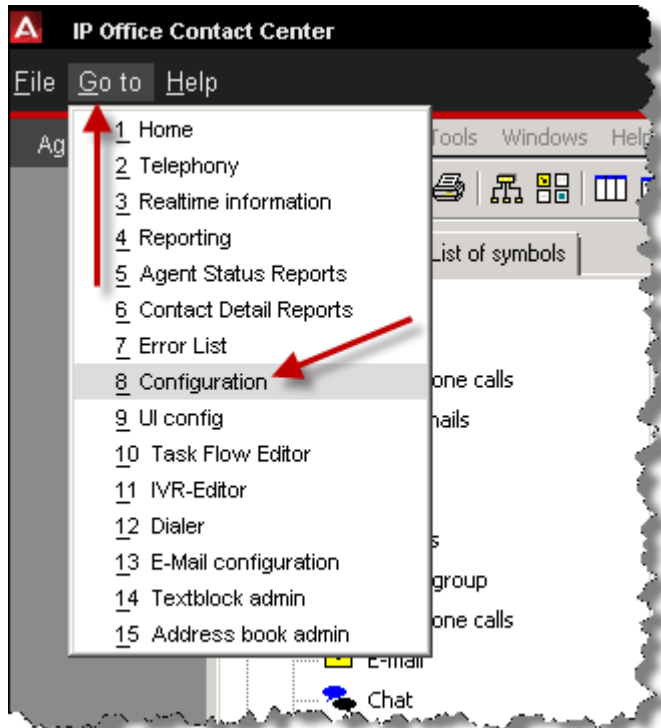 IP Office Contact Center
File Go to Help
Ag
Tools Windows Help
1 Home
2 Telephony
3 Realtime information
4 Reporting
List of symbols
5 Agent Status Reports
6 Contact Detail Reports
7 Error List
8 Configuration
one calls
9 UI config
nails
10 Task Flow Editor
11 IVR-Editor
12 Dialer
s
13 E-Mail configuration
group
14 Textblock admin
one calls
15 Address book admin
E-mail
Chat